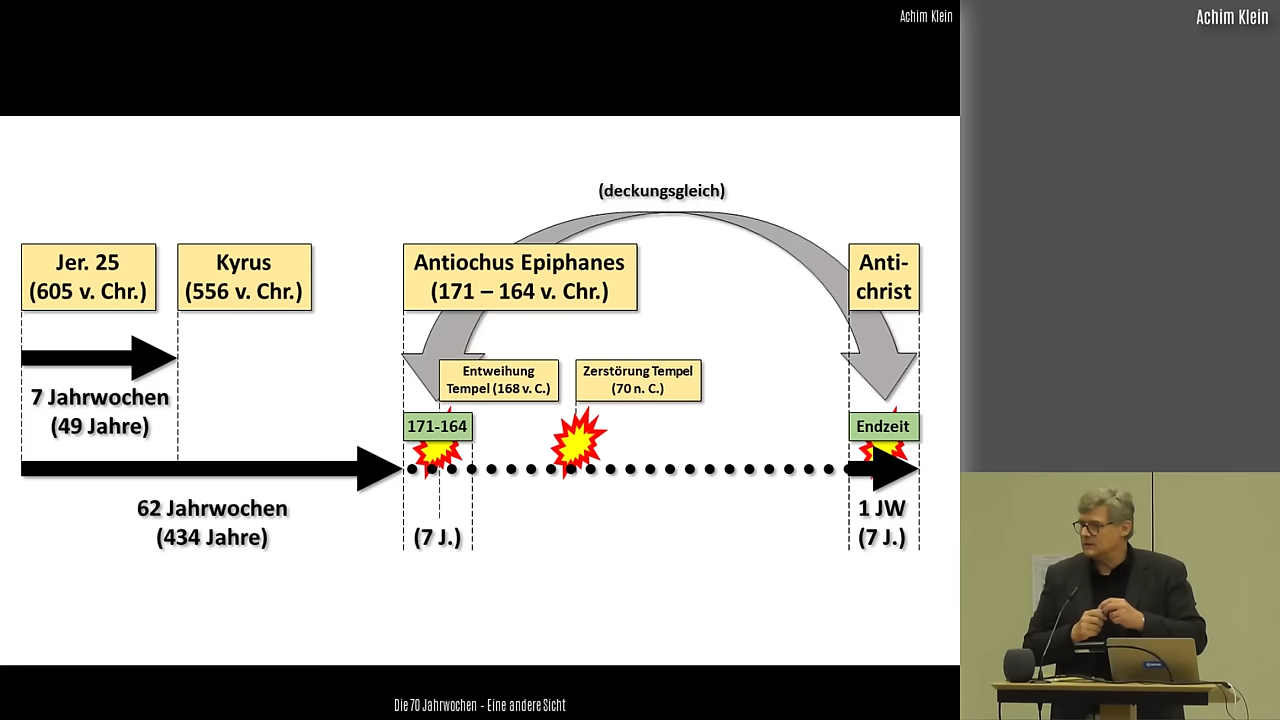 Achim Klein
Achim Klein
(deckungsgleich)
Jer. 25
(605 v. Chr.)
Kyrus
(556 v. Chr.)
Antiochus Epiphanes
(171 – 164 v. Chr.)
Anti-
christ
Entweihung
Tempel (168 v. C.)
Zerstörung Tempel
(70 n. C.)
7 Jahrwochen
(49 Jahre)
171-164
Endzeit
62 Jahrwochen
(434 Jahre)
(7 J.)
1 JW
(7 J.)
Die 70 Jahrwochen - Eine andere Sicht